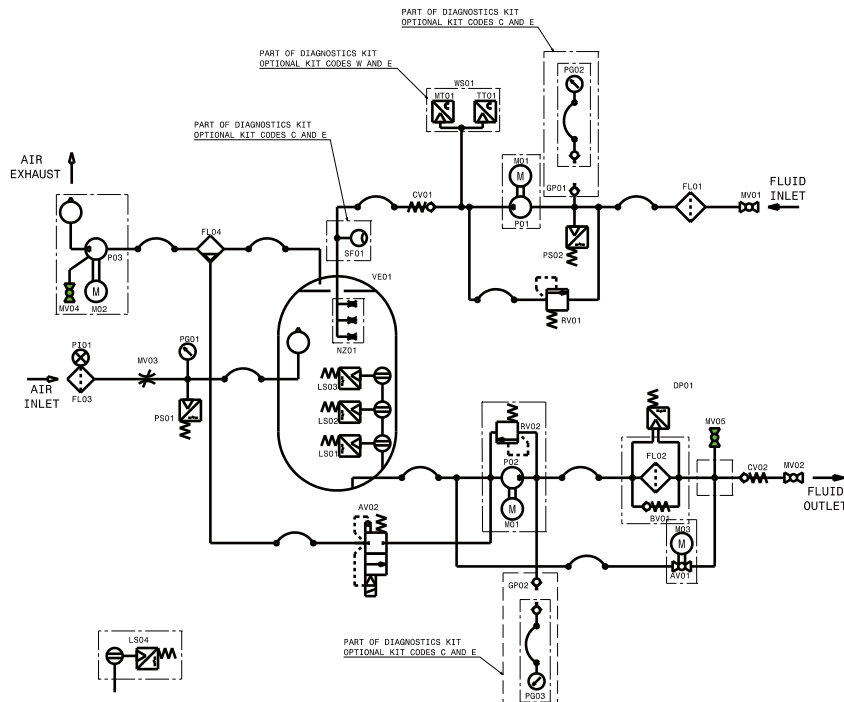 PART OF DIAGNOSTICS KIT
OPTIONAL KIT CODES C AND E
PART OF DIAGNOSTICS KIT
OPTIONAL KIT CODES W AND E
PG02
WS01
MT01
TT01
PART OF DIAGNOSTICS KIT
OPTIONAL KIT CODES C AND E
AIR
EXHAUST
M01
M
P01
CV01
GP01
FL01
MV01
FLUID
INLET
FL04
SF01
PS02
P03
MV04
M
M02
VE01
RV01
NZ01
PI01
PG01
MV03
AIR
INLET
FL03
PS01
LS03
LS02
LS01
DP01
MV05
RV02
P02
M
M01
FL02
BV01
CV02
MV02
FLUID
OUTLET
AV02
M03
M
AV01
GP02
LS04
PART OF DIAGNOSTICS KIT
OPTIONAL KIT CODES C AND E
PG03